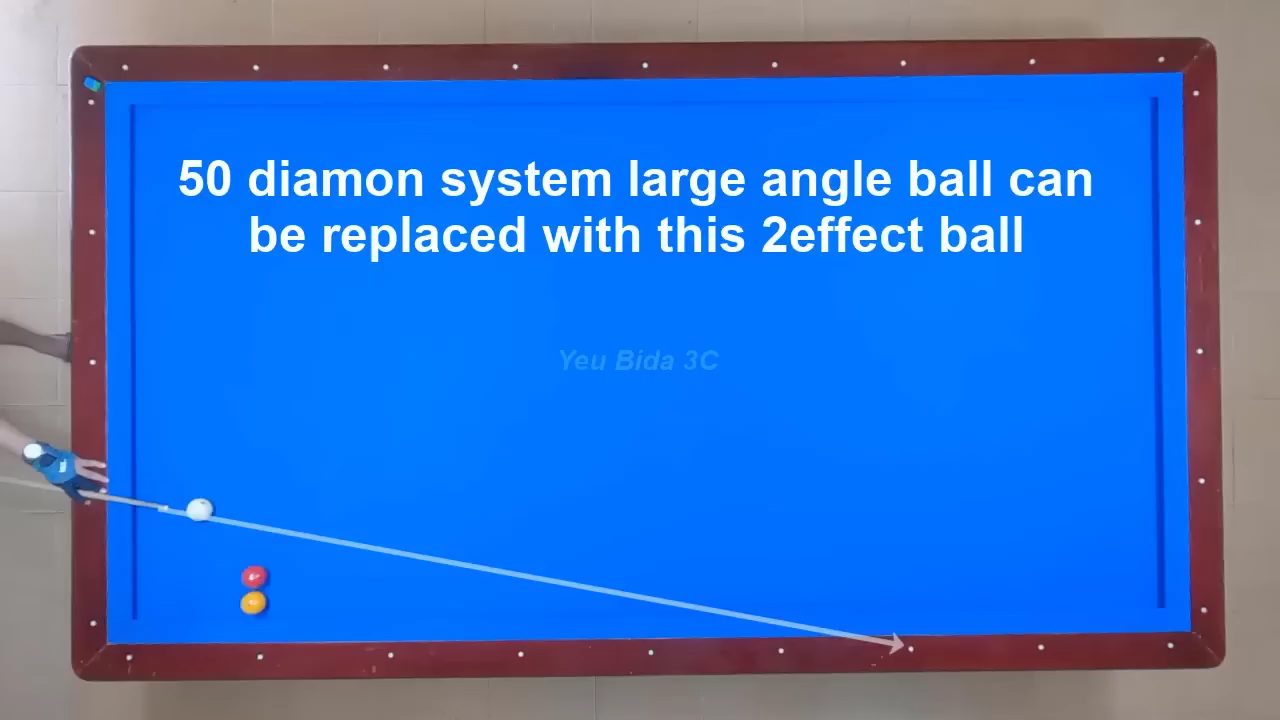 50 diamon system large angle ball can
be replaced with this 2effect ball
Yeu Bida 3C